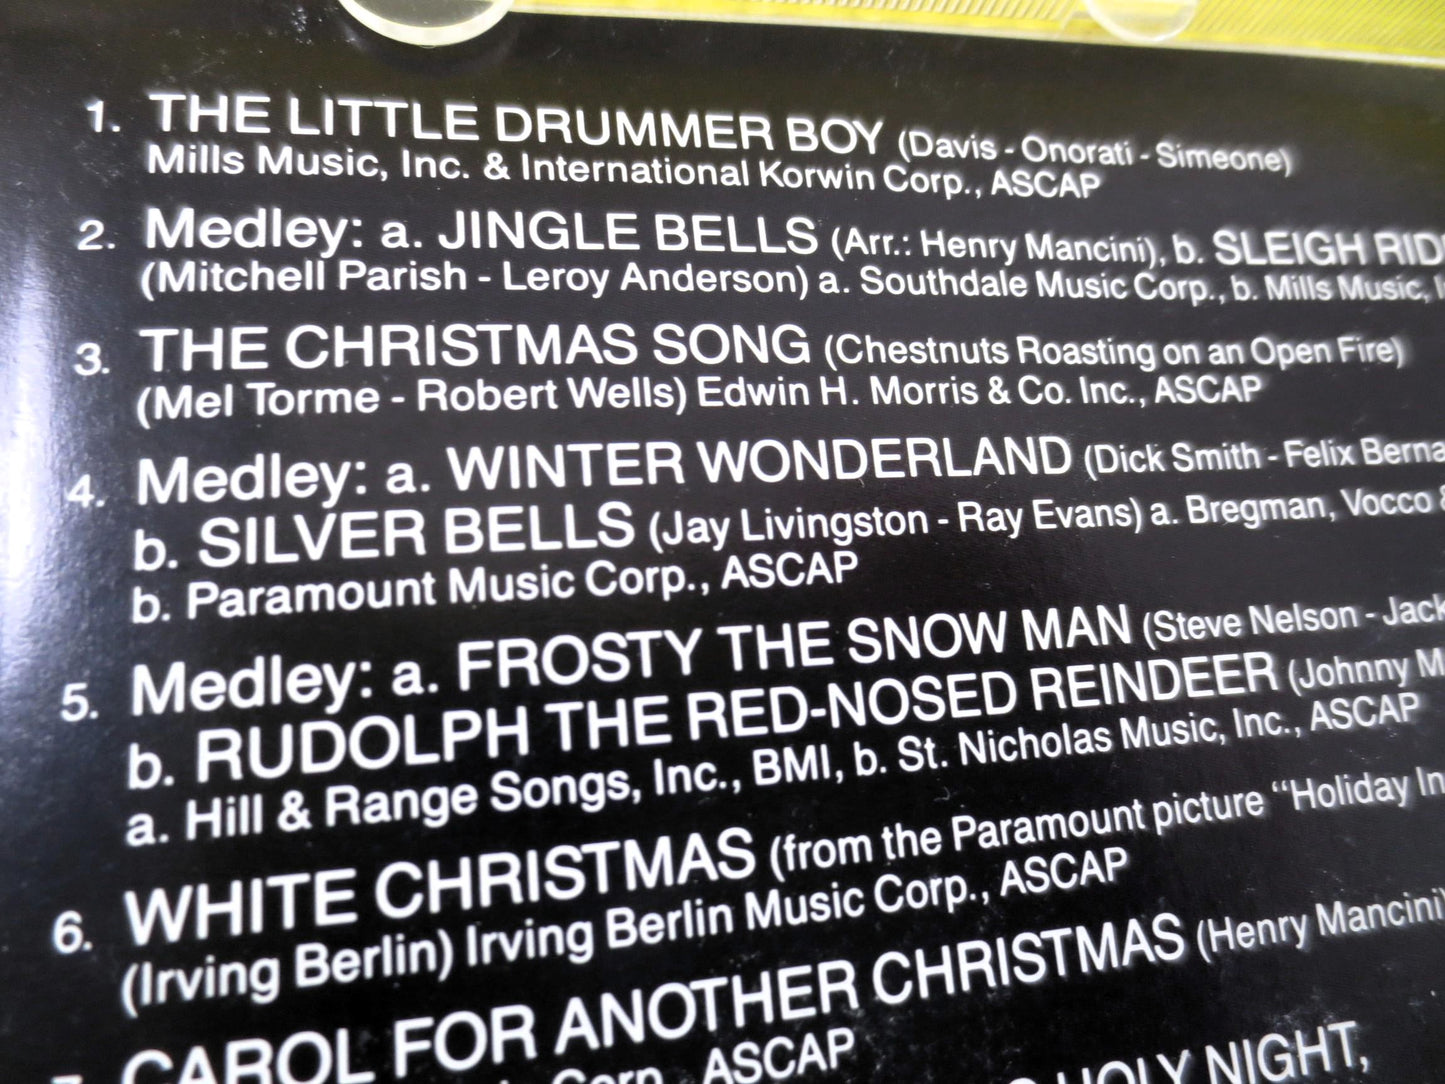 1. THE LITTLE DRUMMER BOY (Davis - Onorati - Simeone)
Mills Music, Inc. & International Korwin Corp., ASCAP
2. Medley: a. JINGLE BELLS (Arr.: Henry Mancini), b. SLEIGH RID
(Mitchell Parish - Leroy Anderson) a. Southdale Music Corp., b. Mills Music,
3. THE CHRISTMAS SONG (Chestnuts Roasting on an Open Fire)
(Mel Torme - Robert Wells) Edwin H. Morris & Co. Inc., ASCAP
4. Medley: a. WINTER WONDERLAND (Dick Smith - Felix Berna
b. SILVER BELLS (Jay Livingston - Ray Evans) a. Bregman, Vocco &
b. Paramount Music Corp., ASCAP
5. Medley: a. FROSTY THE SNOW MAN (Steve Nelson - Jack
b. RUDOLPH THE RED-NOSED REINDEER (Johnny M
a. Hill & Range Songs, Inc., BMI, b. St. Nicholas Music, Inc., ASCAP
6. WHITE CHRISTMAS (from the Paramount picture "Holiday In
(Irving Berlin) Irving Berlin Music Corp., ASCAP
CAROL FOR ANOTHER CHRISTMAS (Henry Mancini)
Corp., ASCAP
HOLY NIGHT,